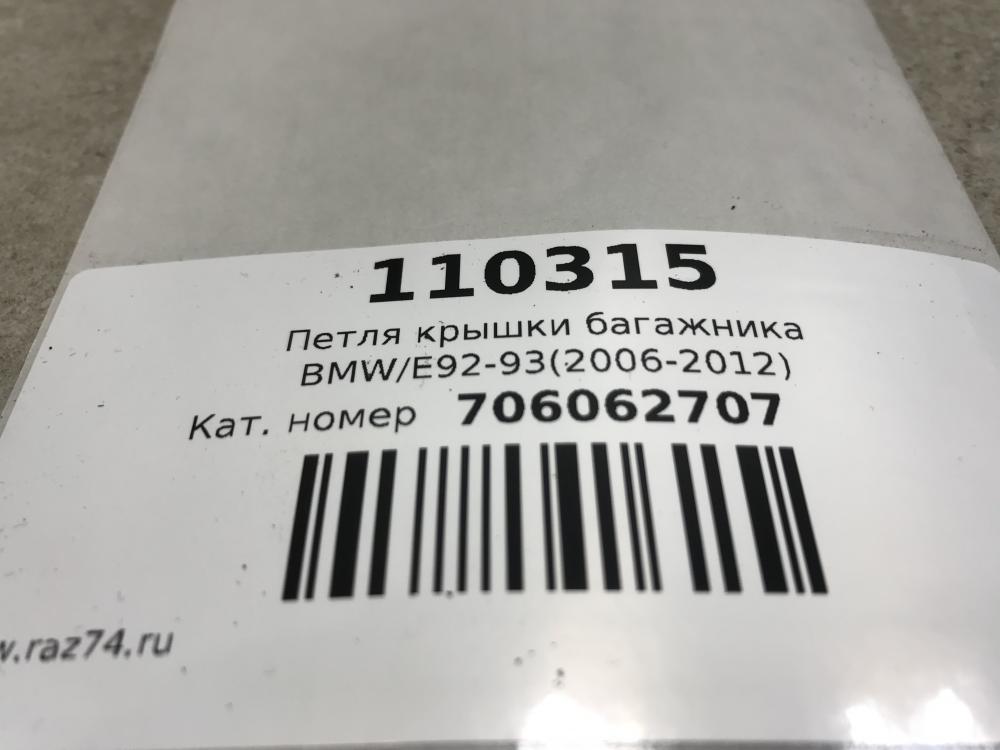 110315
Петля крышки багажника
BMW/E92-93(2006-2012)
Кат. номер 706062707
w.raz74.ru